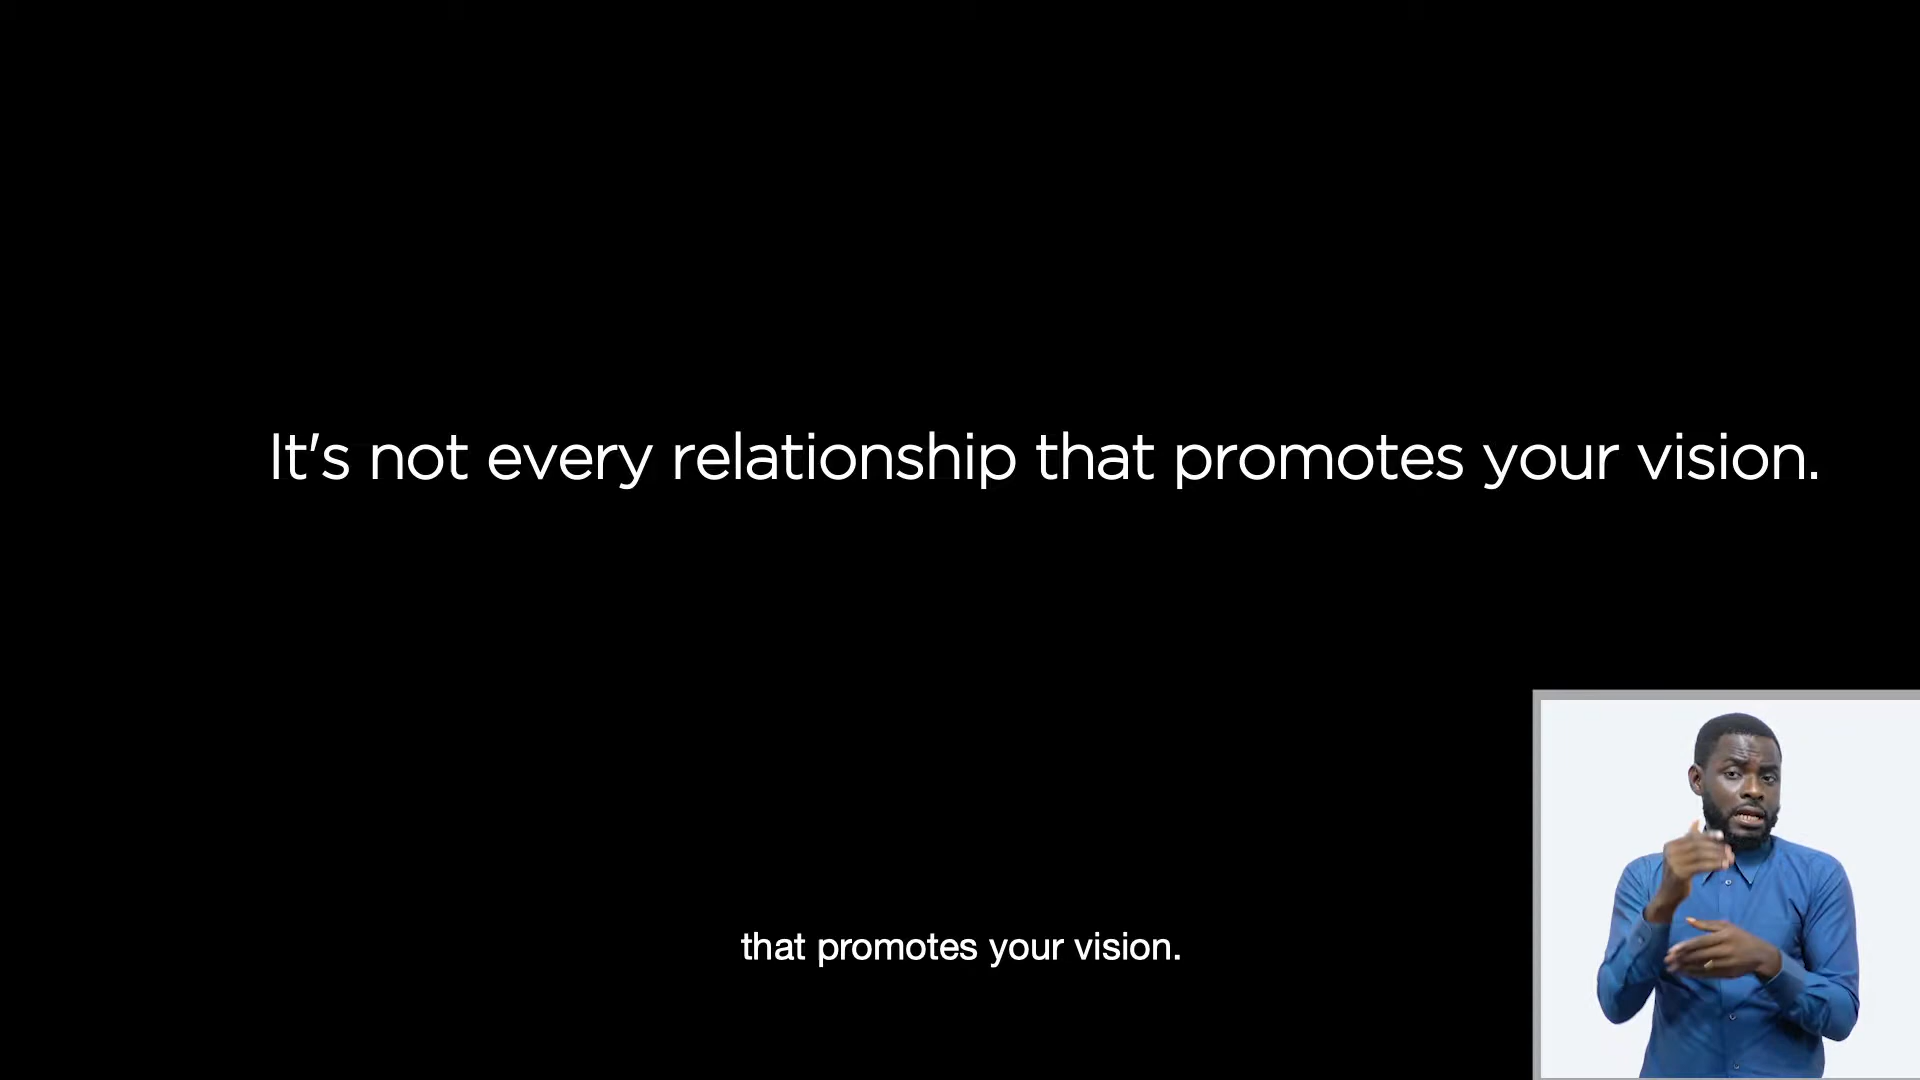 It's not every relationship that promotes your vision.
that promotes your vision.